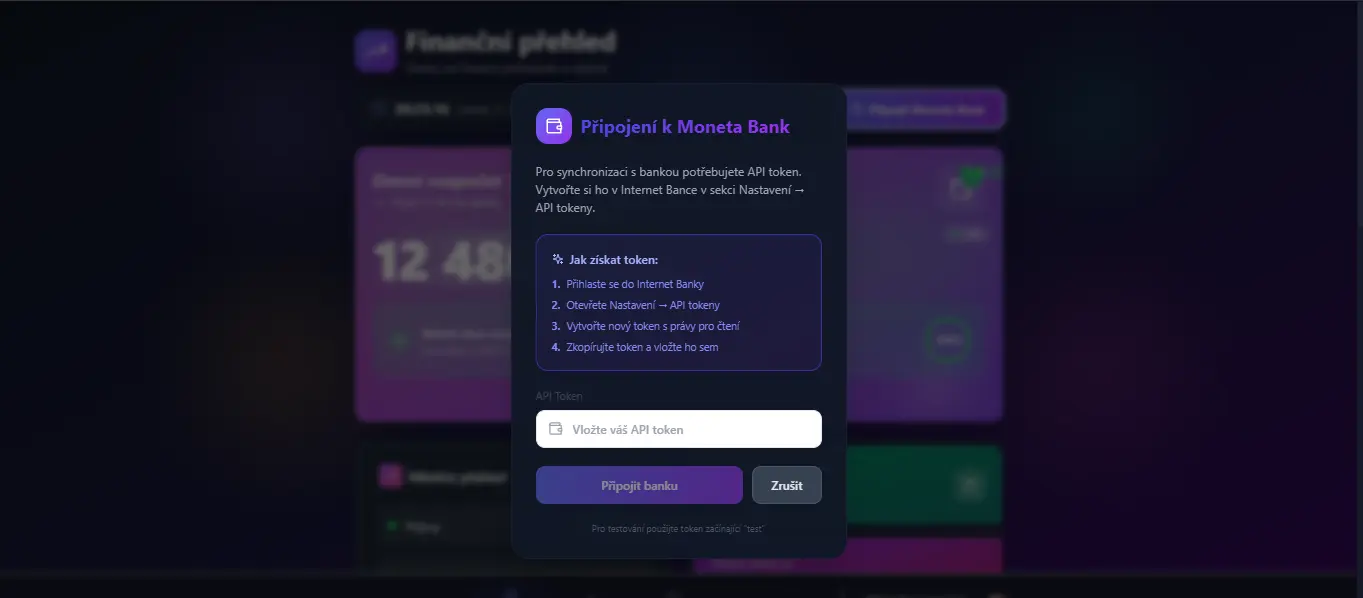 Finanční přehled
Připojení k Moneta Bank
Pro synchronizaci s bankou potřebujete API token.
Vytvořte si ho v Internet Bance v sekci Nastavení →
API tokeny.
12 480
Jak získat token:
1. Přihlaste se do Internet Banky
2. Otevřete Nastavení → API tokeny
3. Vytvořte nový token s právy pro čtení
4. Zkopírujte token a vložte ho sem
API Token
Vložte váš API token
Připojit banku
Zrušit
Pro testování použijte token začínající "test"